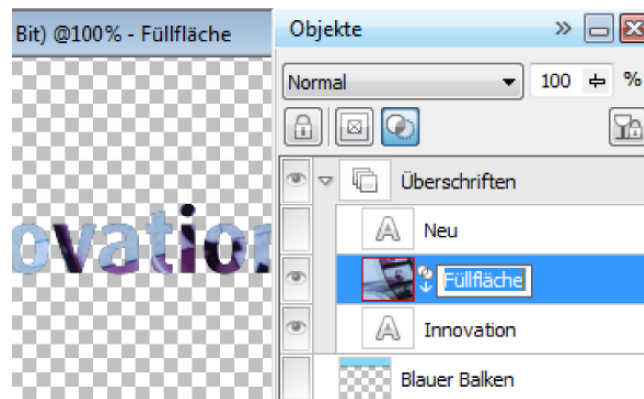 Bit) @100% - Füllfläche
ovation
Objekte
Normal 100 %
Überschriften
Neu
Füllfläche
Innovation
Blauer Balken